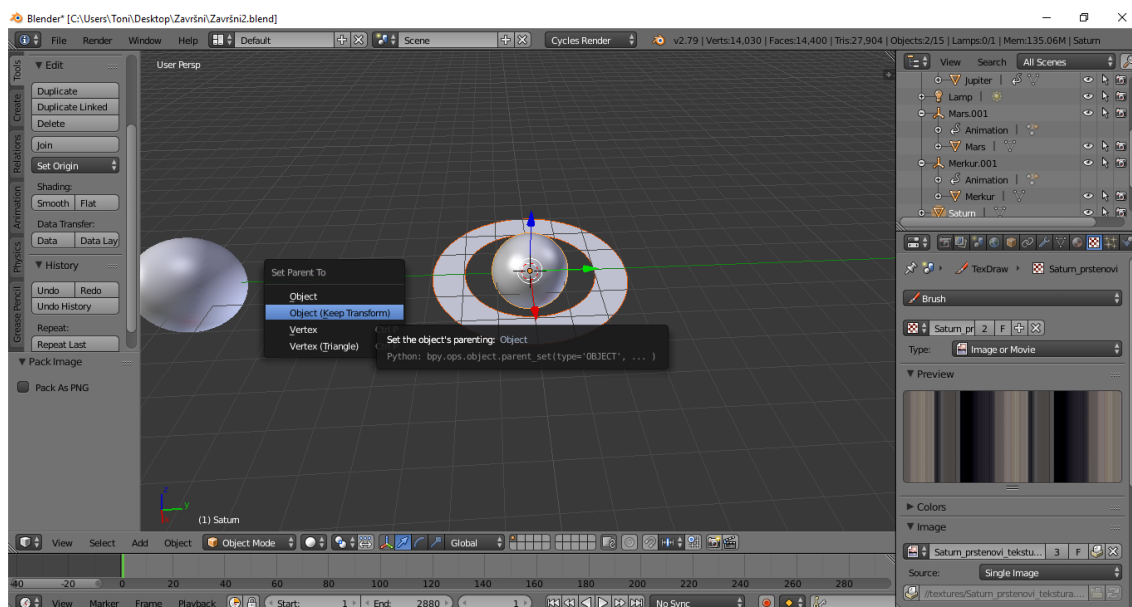 Blender* [C:\Users\Toni\Desktop\Završni\Završni2.blend]
File Render Window Help Default Scene Cycles Render v2.79 | Verts:14,030 | Faces:14,400 | Tris:27,904 | Objects:2/15 | Lamps:0/1 | Mem:135.06M | Saturn
Tools
Create
Relations
Animation
Physics
Grease Pencil
Edit
Duplicate
Duplicate Linked
Delete
Join
Set Origin
Shading:
Smooth Flat
Data Transfer:
Data Data Lay
History
Undo Redo
Undo History
Repeat:
Repeat Last
Pack Image
Pack As PNG
User Persp
Set Parent To
Object
Object (Keep Transform)
Vertex Ctrl P
Vertex (Triangle)
Set the object's parenting: Object
Python: bpy.ops.object.parent_set(type='OBJECT', ... )
z
y
(1) Saturn
View Select Add Object Object Mode Global
-40 -20 0 20 40 60 80 100 120 140 160 180 200 220 240 260 280
View Marker Frame Playback Start: 1 End: 2880 1 No Sync
View Search All Scenes
Jupiter
Lamp
Mars.001
Animation
Mars
Merkur.001
Animation
Merkur
Saturn
TexDraw Saturn_prstenovi
Brush
Saturn_pr 2 F
Type: Image or Movie
Preview
Colors
Image
Saturn_prstenovi_tekstu... 3 F
Source: Single Image
//textures/Saturn_prstenovi_tekstura....